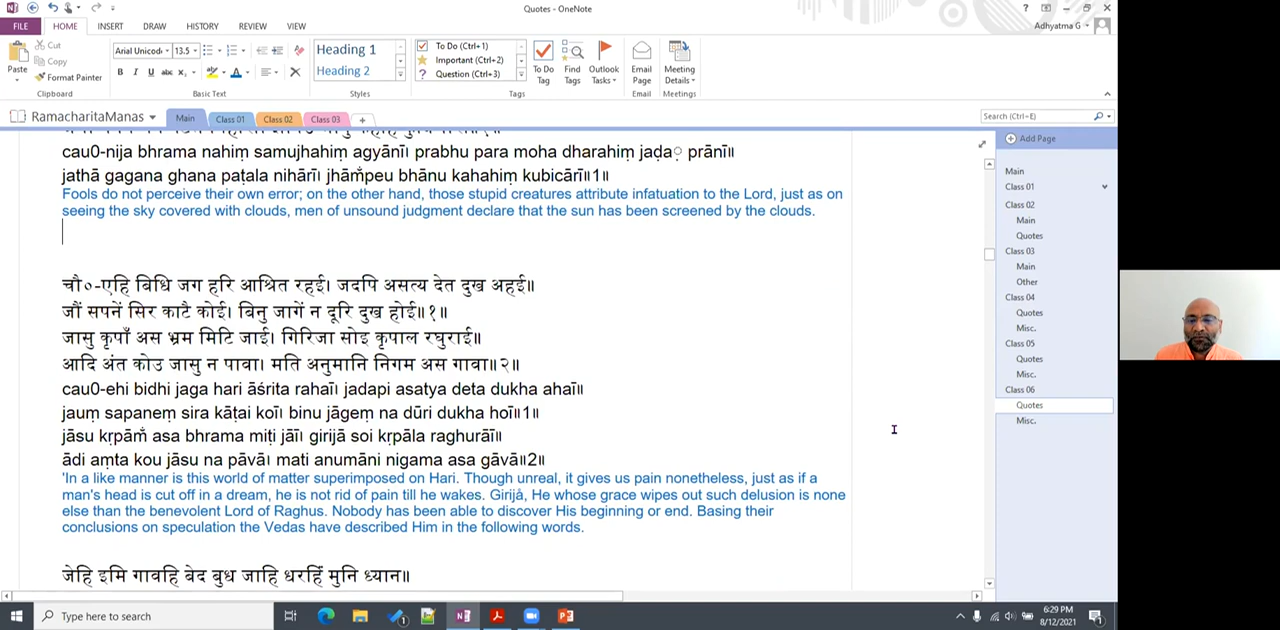 Quotes - OneNote
FILE HOME INSERT DRAW HISTORY REVIEW VIEW
Adhyatma G
Cut
Copy
Format Painter
Paste
Clipboard
Arial Unicod 13.5
B I U abc
Basic Text
Heading 1
Heading 2
Styles
To Do (Ctrl+1)
Important (Ctrl+2)
Question (Ctrl+3)
To Do Tag
Find Tags
Outlook Tasks
Tags
Email Page
Email
Meeting Details
Meetings
RamacharitaManas Main Class 01 Class 02 Class 03
Search (Ctrl+E)
cau0-nija bhrama nahiṃ samujhahiṃ agyānī। prabhu para moha dharahiṃ jaḍa़ prānī॥
jathā gagana ghana paṭala nihārī। jhāṁpeu bhānu kahahiṃ kubicārī॥1॥
Fools do not perceive their own error; on the other hand, those stupid creatures attribute infatuation to the Lord, just as on
seeing the sky covered with clouds, men of unsound judgment declare that the sun has been screened by the clouds.
चौ०-एहि बिधि जग हरि आश्रित रहई। जदपि असत्य देत दुख अहई॥
जौं सपनें सिर काटै कोई। बिनु जागें न दूरि दुख होई॥१॥
जासु कृपाँ अस भ्रम मिटि जाई। गिरिजा सोइ कृपाल रघुराई॥
आदि अंत कोउ जासु न पावा। मति अनुमानि निगम अस गावा॥२॥
cau0-ehi bidhi jaga hari āśrita rahaī। jadapi asatya deta dukha ahaī॥
jauṃ sapaneṃ sira kāṭai koī। binu jāgeṃ na dūri dukha hoī॥1॥
jāsu kṛpāṁ asa bhrama miṭi jāī। girijā soi kṛpāla raghurāī॥
ādi aṃta kou jāsu na pāvā। mati anumāni nigama asa gāvā॥2॥
'In a like manner is this world of matter superimposed on Hari. Though unreal, it gives us pain nonetheless, just as if a
man's head is cut off in a dream, he is not rid of pain till he wakes. Girijā, He whose grace wipes out such delusion is none
else than the benevolent Lord of Raghus. Nobody has been able to discover His beginning or end. Basing their
conclusions on speculation the Vedas have described Him in the following words.
जेहि इमि गावहि बेद बुध जाहि धरहिं मुनि ध्यान॥
Add Page
Main
Class 01
Class 02
Main
Quotes
Class 03
Main
Other
Class 04
Quotes
Misc.
Class 05
Quotes
Misc.
Class 06
Quotes
Misc.
Type here to search
6:29 PM
8/12/2021